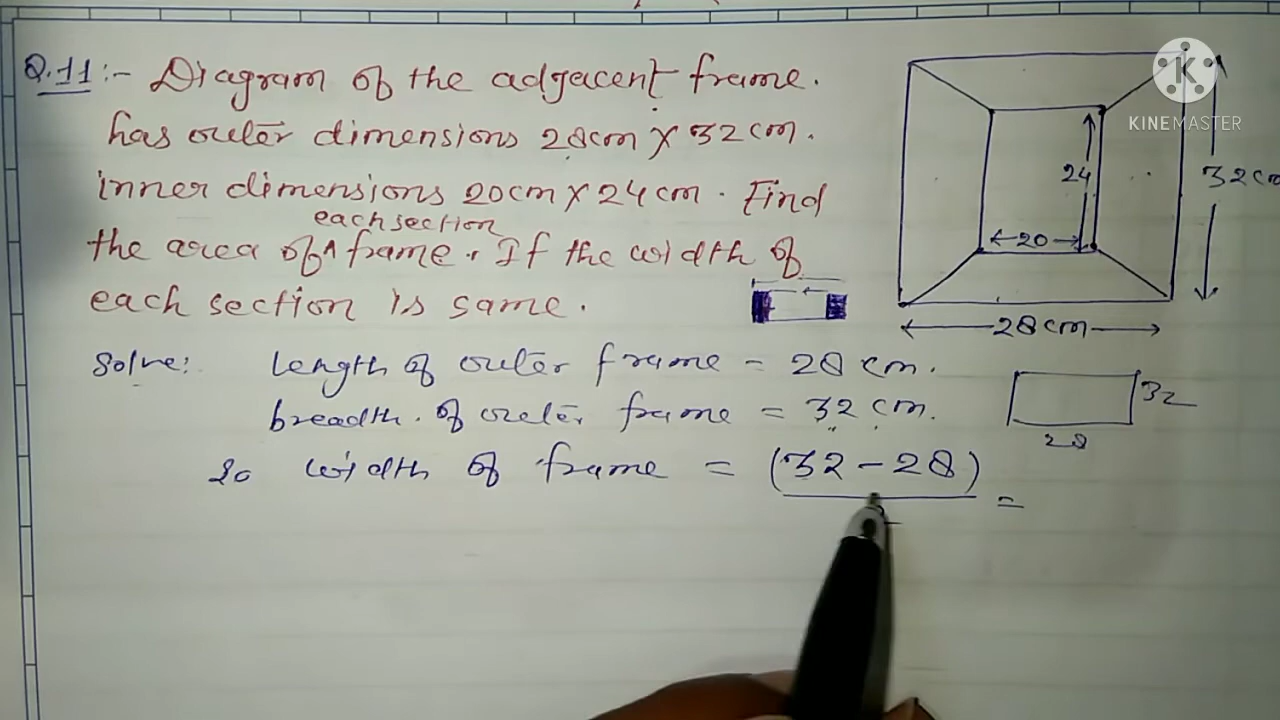 Q.11:- Diagram of the adjacent frame.
has outer dimensions 28cm x 32cm.
inner dimensions 20cm x 24cm. Find
each section
the area of ^ frame. If the width of
each section is same.
Solve: Length of outer frame = 28 cm.
breadth. of outer frame = 32 cm.
So width of frame = (32-28) =
KINEMASTER
24
32cm
20
28cm
32
28